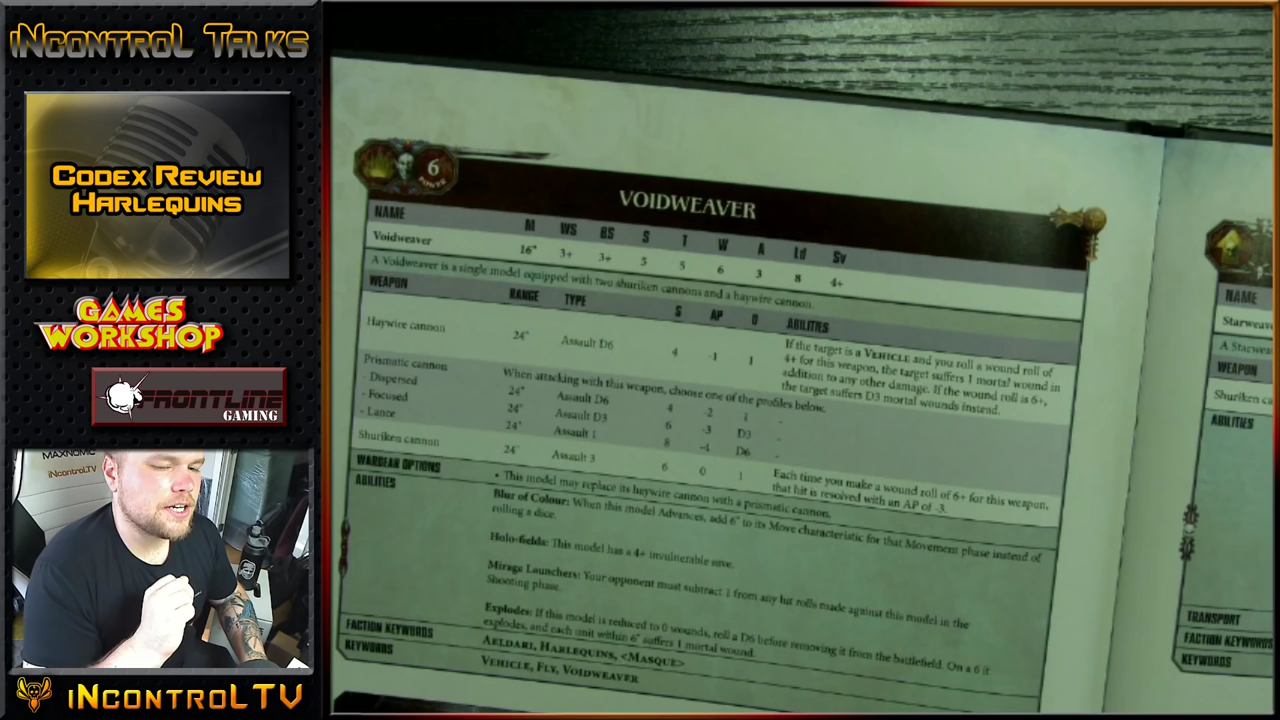 iNcontroL Talks
Codex Review
Harlequins
GAMES
WORKSHOP
FRONTLINE
GAMING
MAXNOMIC
iNcontroLTV
iNcontroLTV
6
POWER
VOIDWEAVER
NAME M WS BS S T W A Ld Sv
Voidweaver 16" 3+ 3+ 5 5 6 3 8 4+
A Voidweaver is a single model equipped with two shuriken cannons and a haywire cannon.
WEAPON RANGE TYPE S AP D ABILITIES
Haywire cannon 24" Assault D6 4 -1 1 If the target is a VEHICLE and you roll a wound roll of
4+ for this weapon, the target suffers 1 mortal wound in
addition to any other damage. If the wound roll is 6+,
the target suffers D3 mortal wounds instead.
Prismatic cannon When attacking with this weapon, choose one of the profiles below.
- Dispersed 24" Assault D6 4 -2 1 -
- Focused 24" Assault D3 6 -3 D3 -
- Lance 24" Assault 1 8 -4 D6 -
Shuriken cannon 24" Assault 3 6 0 1 Each time you make a wound roll of 6+ for this weapon,
that hit is resolved with an AP of -3.
WARGEAR OPTIONS • This model may replace its haywire cannon with a prismatic cannon.
ABILITIES Blur of Colour: When this model Advances, add 6" to its Move characteristic for that Movement phase instead of
rolling a dice.
Holo-fields: This model has a 4+ invulnerable save.
Mirage Launchers: Your opponent must subtract 1 from any hit rolls made against this model in the
Shooting phase.
Explodes: If this model is reduced to 0 wounds, roll a D6 before removing it from the battlefield. On a 6 it
explodes, and each unit within 6" suffers 1 mortal wound.
FACTION KEYWORDS AELDARI, HARLEQUINS, <MASQUE>
KEYWORDS VEHICLE, FLY, VOIDWEAVER
NAME
Starweav
A Starweav
WEAPON
Shuriken c
ABILITIES
TRANSPORT
FACTION KEYWORDS
KEYWORDS